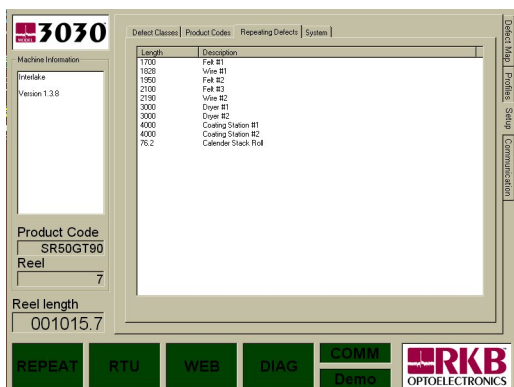 MODEL 3030
Machine Information
Interlake
Version 1.3.8
Product Code
SR50GT90
Reel
7
Reel length
001015.7
Defect Classes Product Codes Repeating Defects System
Length Description
1700 Felt #1
1828 Wire #1
1950 Felt #2
2100 Felt #3
2190 Wire #2
3000 Dryer #1
3000 Dryer #2
4000 Coating Station #1
4000 Coating Station #2
76.2 Calender Stack Roll
Defect Map
Profiles
Setup
Communication
REPEAT RTU WEB DIAG COMM
Demo
RKB
OPTOELECTRONICS